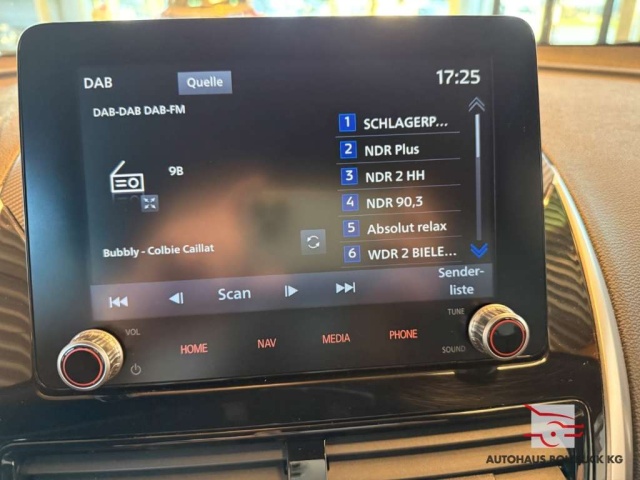 DAB
Quelle
17:25
DAB-DAB DAB-FM
9B
Bubbly - Colbie Caillat
1 SCHLAGERP...
2 NDR Plus
3 NDR 2 HH
4 NDR 90,3
5 Absolut relax
6 WDR 2 BIELE...
Scan
Sender-
liste
VOL
HOME
NAV
MEDIA
PHONE
TUNE
SOUND
AUTOHAUS KG